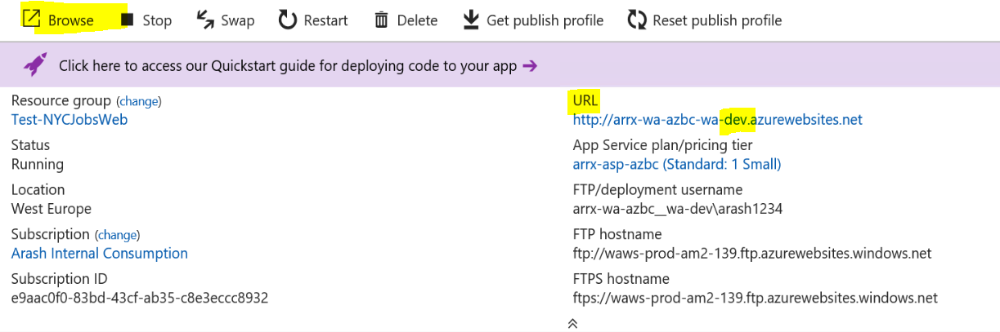 Browse Stop Swap Restart Delete Get publish profile Reset publish profile
Click here to access our Quickstart guide for deploying code to your app →
Resource group (change)
Test-NYCJobsWeb
Status
Running
Location
West Europe
Subscription (change)
Arash Internal Consumption
Subscription ID
e9aac0f0-83bd-43cf-ab35-c8e3eccc8932
URL
http://arrx-wa-azbc-wa-dev.azurewebsites.net
App Service plan/pricing tier
arrx-asp-azbc (Standard: 1 Small)
FTP/deployment username
arrx-wa-azbc__wa-dev\arash1234
FTP hostname
ftp://waws-prod-am2-139.ftp.azurewebsites.windows.net
FTPS hostname
ftps://waws-prod-am2-139.ftp.azurewebsites.windows.net